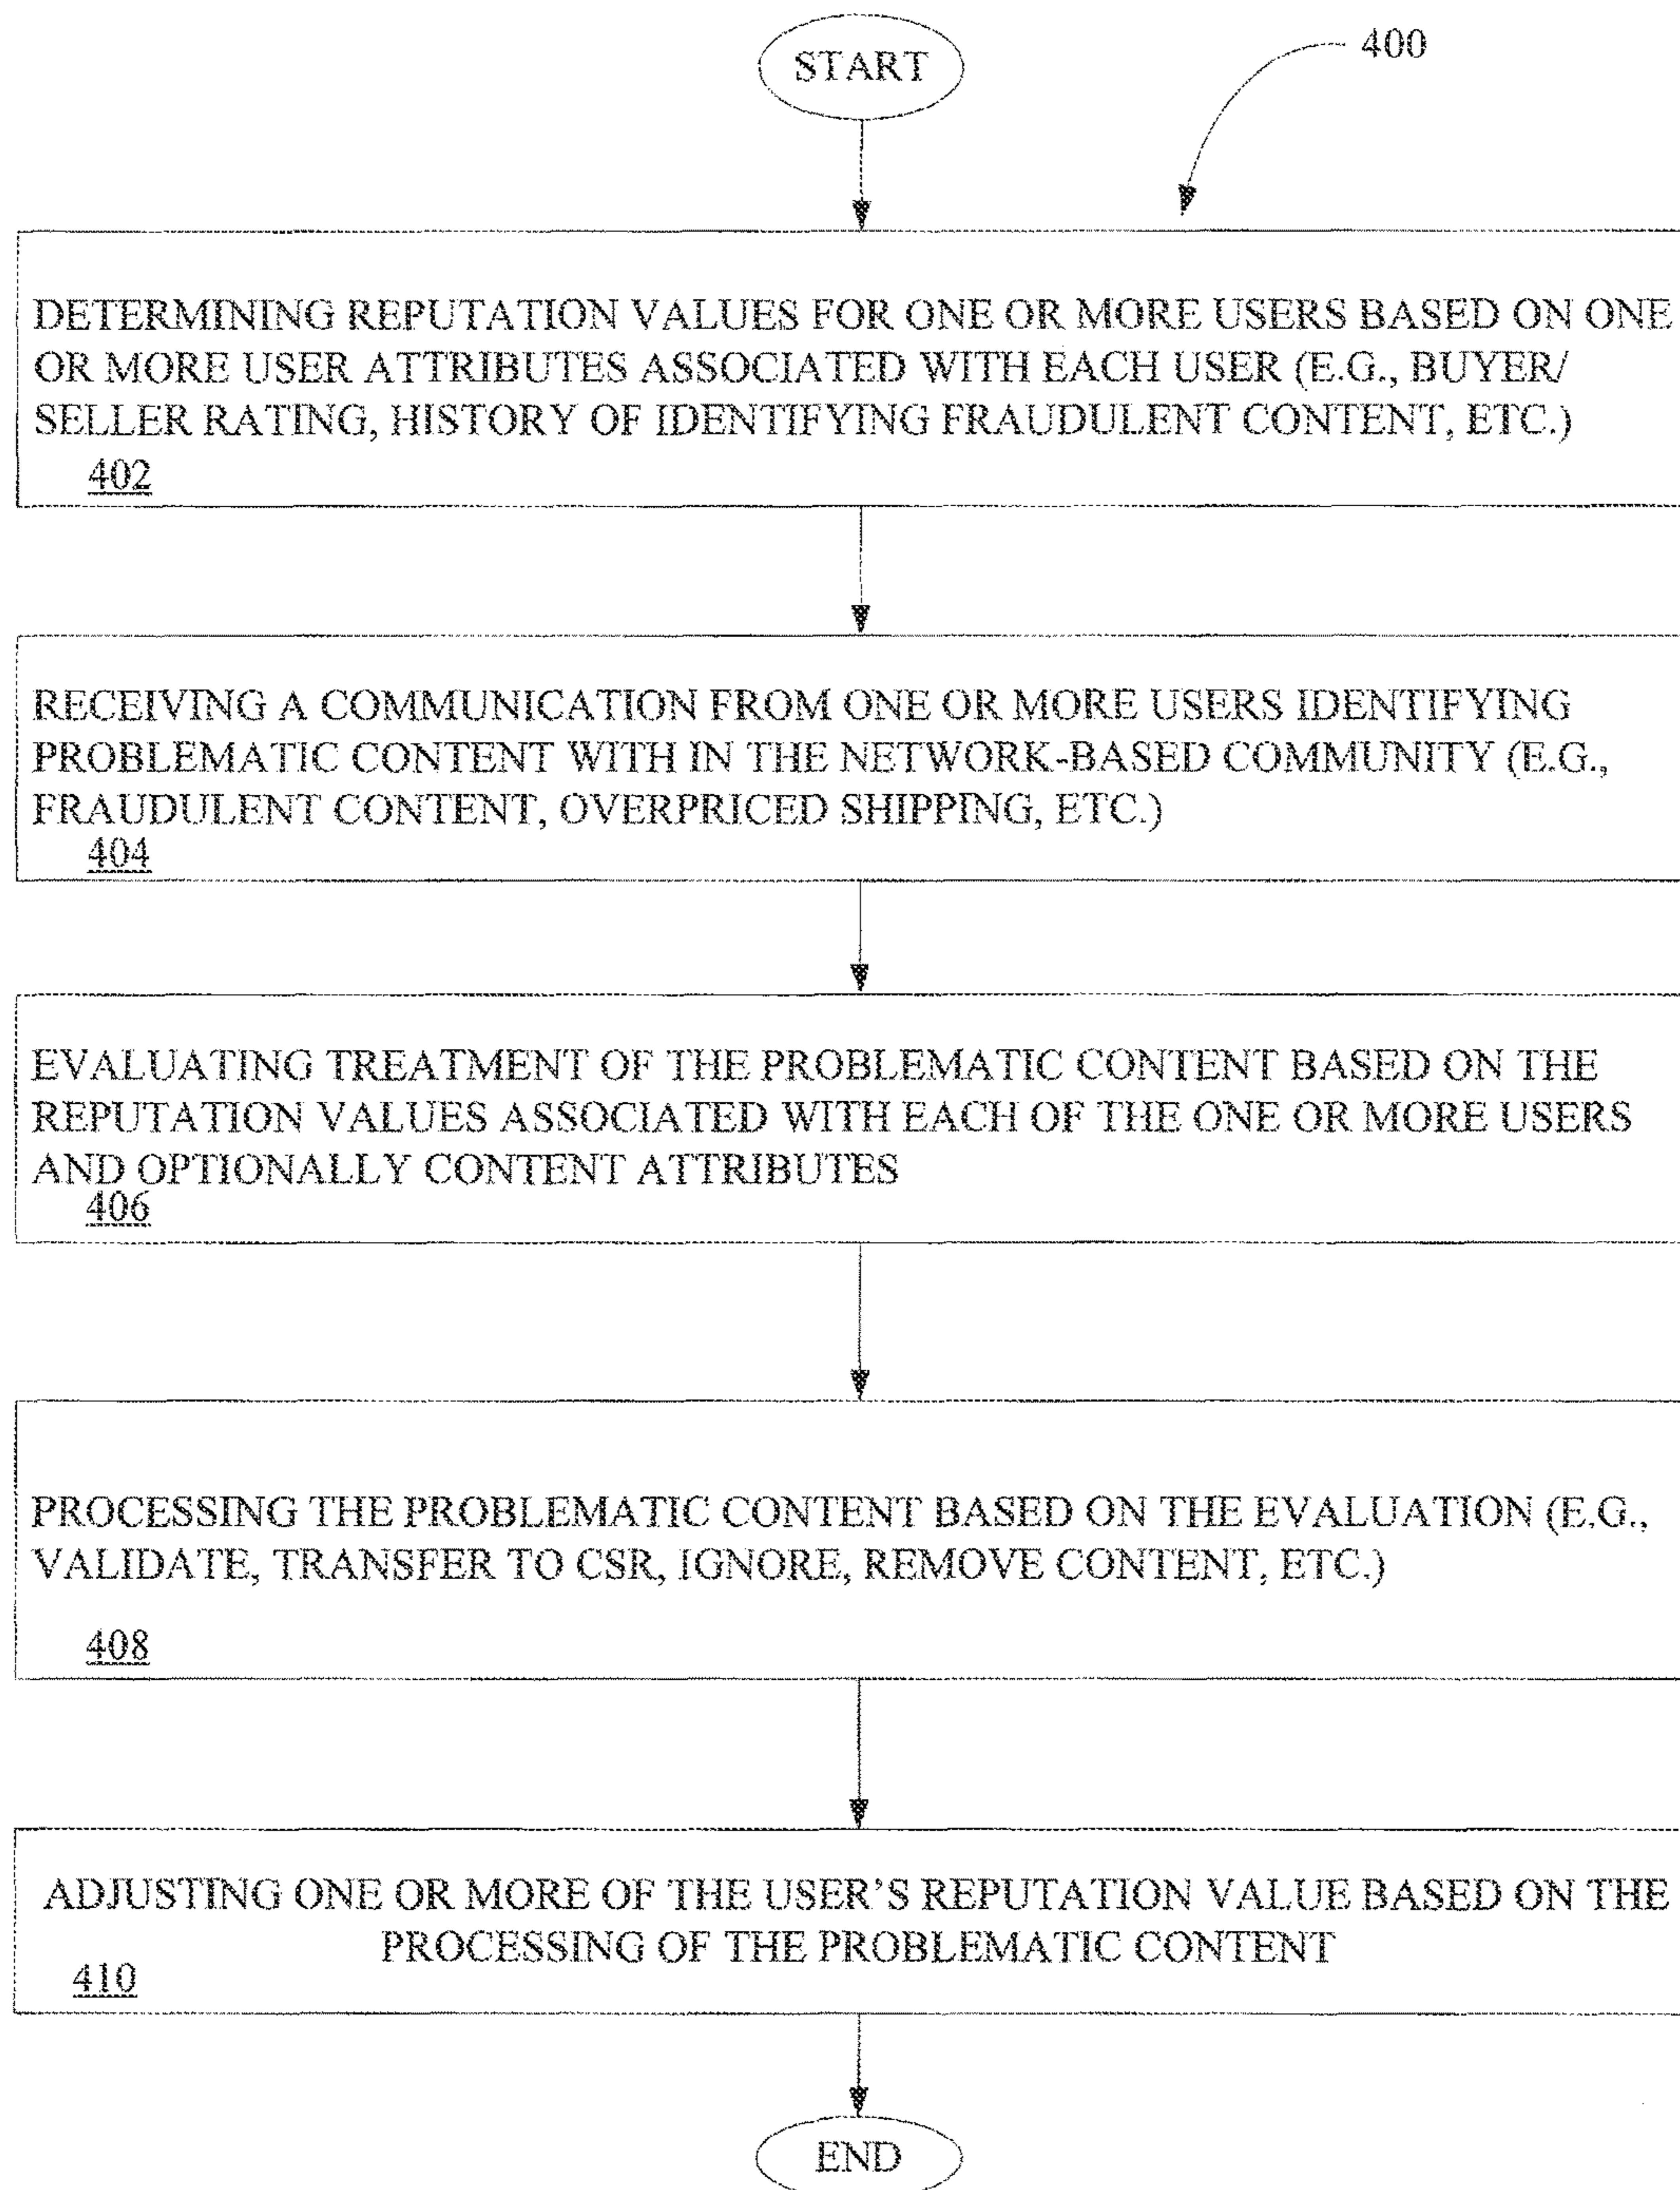 START
400
DETERMINING REPUTATION VALUES FOR ONE OR MORE USERS BASED ON ONE
OR MORE USER ATTRIBUTES ASSOCIATED WITH EACH USER (E.G., BUYER/
SELLER RATING, HISTORY OF IDENTIFYING FRAUDULENT CONTENT, ETC.)
402
RECEIVING A COMMUNICATION FROM ONE OR MORE USERS IDENTIFYING
PROBLEMATIC CONTENT WITH IN THE NETWORK-BASED COMMUNITY (E.G.,
FRAUDULENT CONTENT, OVERPRICED SHIPPING, ETC.)
404
EVALUATING TREATMENT OF THE PROBLEMATIC CONTENT BASED ON THE
REPUTATION VALUES ASSOCIATED WITH EACH OF THE ONE OR MORE USERS
AND OPTIONALLY CONTENT ATTRIBUTES
406
PROCESSING THE PROBLEMATIC CONTENT BASED ON THE EVALUATION (E.G.,
VALIDATE, TRANSFER TO CSR, IGNORE, REMOVE CONTENT, ETC.)
408
ADJUSTING ONE OR MORE OF THE USER'S REPUTATION VALUE BASED ON THE
PROCESSING OF THE PROBLEMATIC CONTENT
410
END